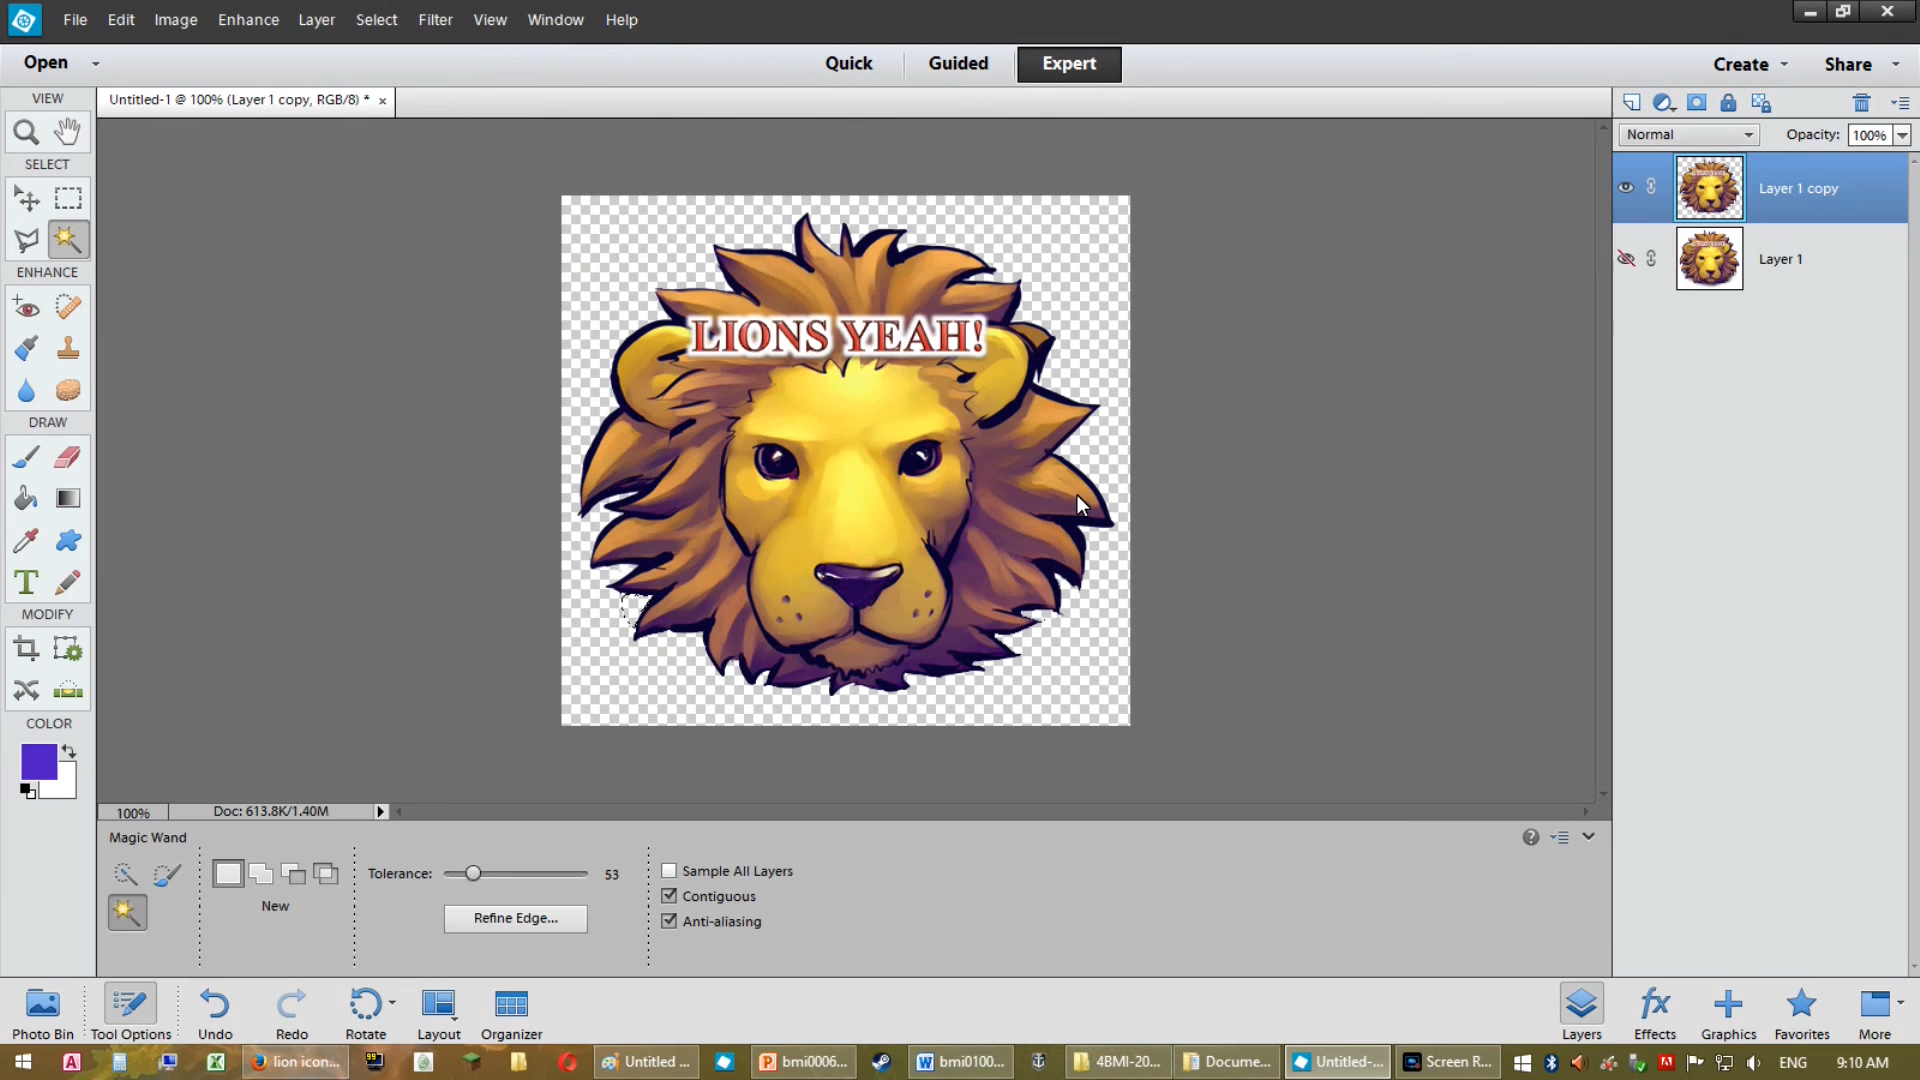 File Edit Image Enhance Layer Select Filter View Window Help
Open Quick Guided Expert Create Share
VIEW
Untitled-1 @ 100% (Layer 1 copy, RGB/8) *
Normal Opacity: 100%
SELECT
Layer 1 copy
Layer 1
ENHANCE
LIONS YEAH!
DRAW
T
MODIFY
COLOR
100% Doc: 613.8K/1.40M
Magic Wand
Tolerance: 53
Sample All Layers
Contiguous
New
Refine Edge...
Anti-aliasing
Photo Bin Tool Options Undo Redo Rotate Layout Organizer Layers Effects Graphics Favorites More
lion icon... Untitled ... bmi0006... bmi0100... 4BMI-20... Docume... Untitled-... Screen R... ENG 9:10 AM